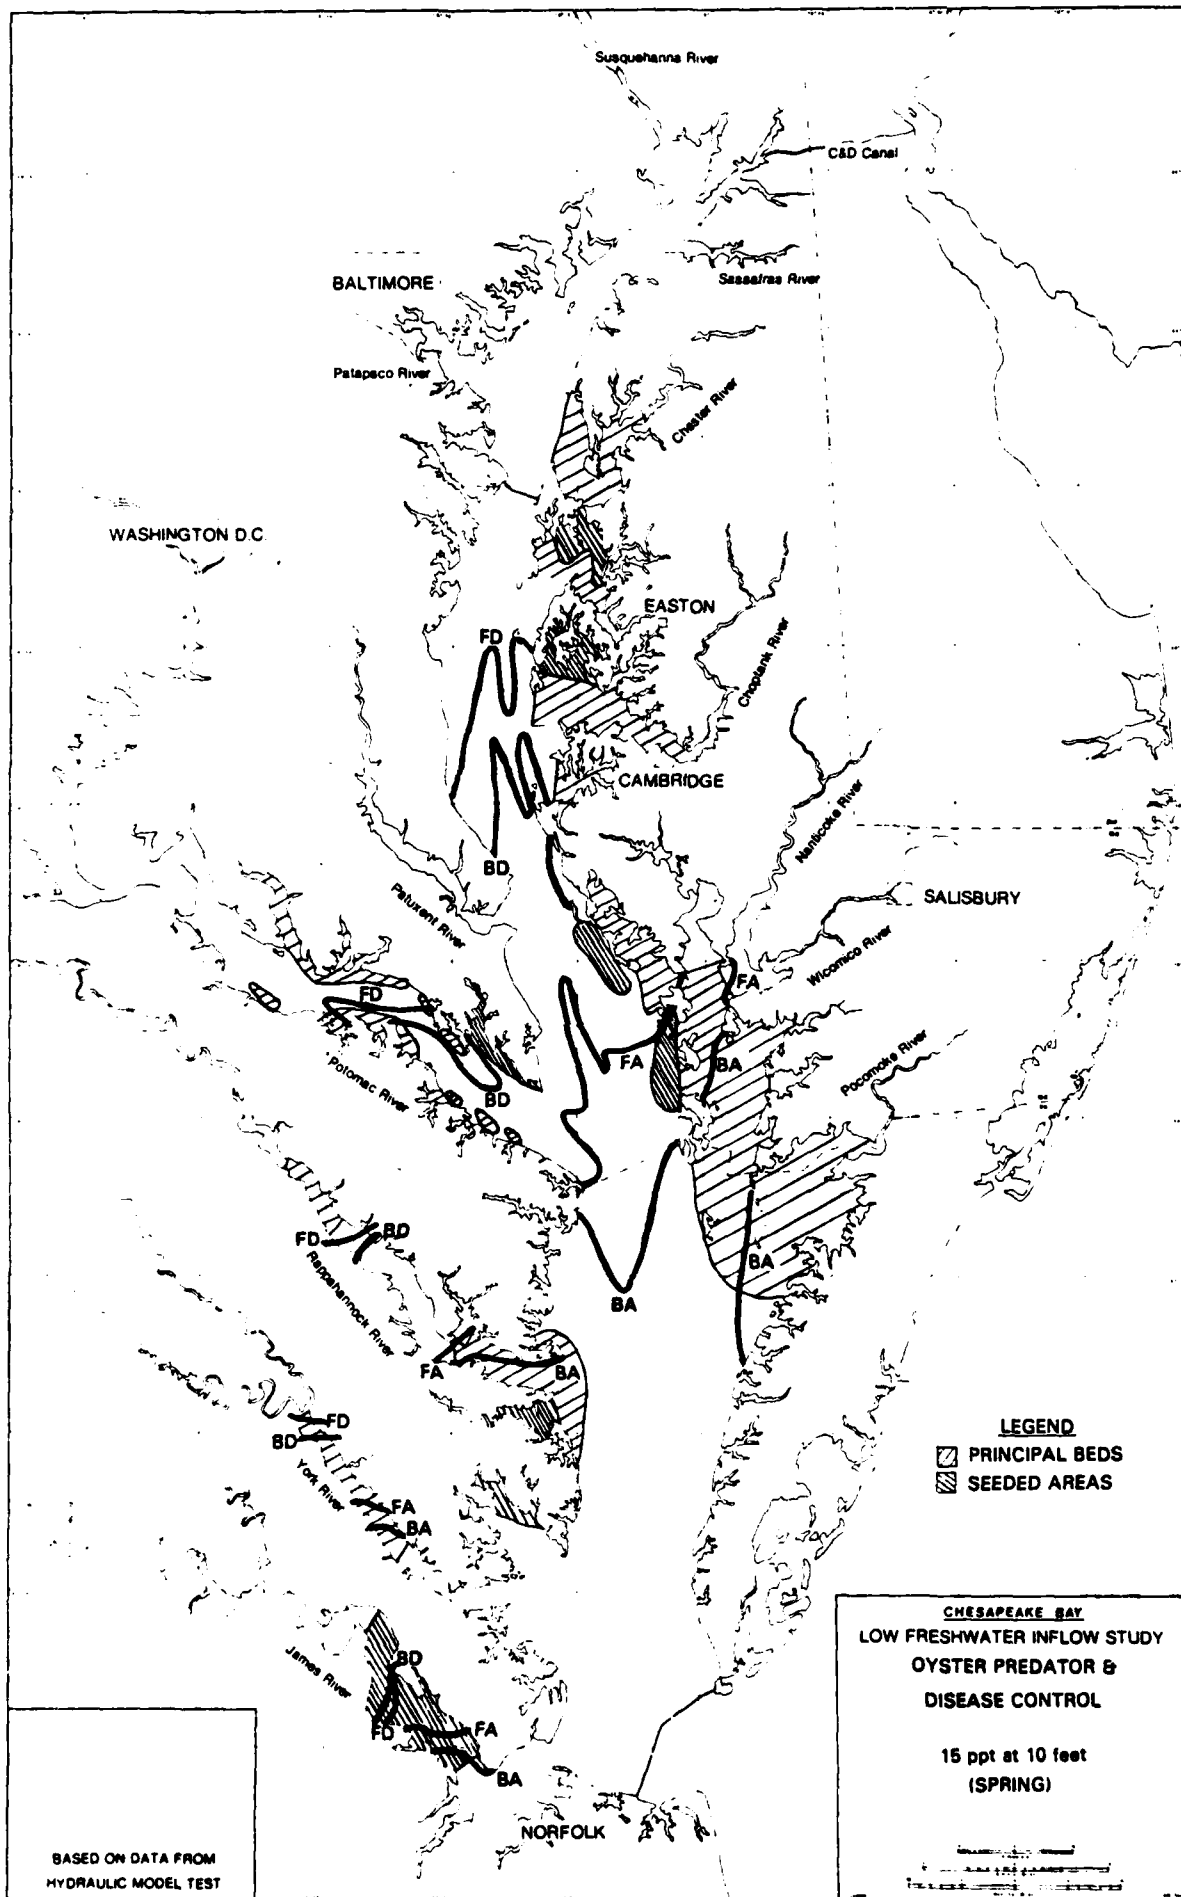 Susquehanna River
C&D Canal
Sassafras River
BALTIMORE
Patapsco River
Chester River
WASHINGTON D.C.
EASTON
FD
Choptank River
CAMBRIDGE
Nanticoke River
BD
Patuxent River
SALISBURY
Wicomico River
FA
FD
FA
BA
Pocomoke River
Potomac River
BD
FD
BD
BA
BA
Rappahannock River
FA
BA
FD
BD
York River
FA
BA
LEGEND
PRINCIPAL BEDS
SEEDED AREAS
James River
BD
FD
FA
BA
NORFOLK
CHESAPEAKE BAY
LOW FRESHWATER INFLOW STUDY
OYSTER PREDATOR &
DISEASE CONTROL
15 ppt at 10 feet
(SPRING)
BASED ON DATA FROM
HYDRAULIC MODEL TEST